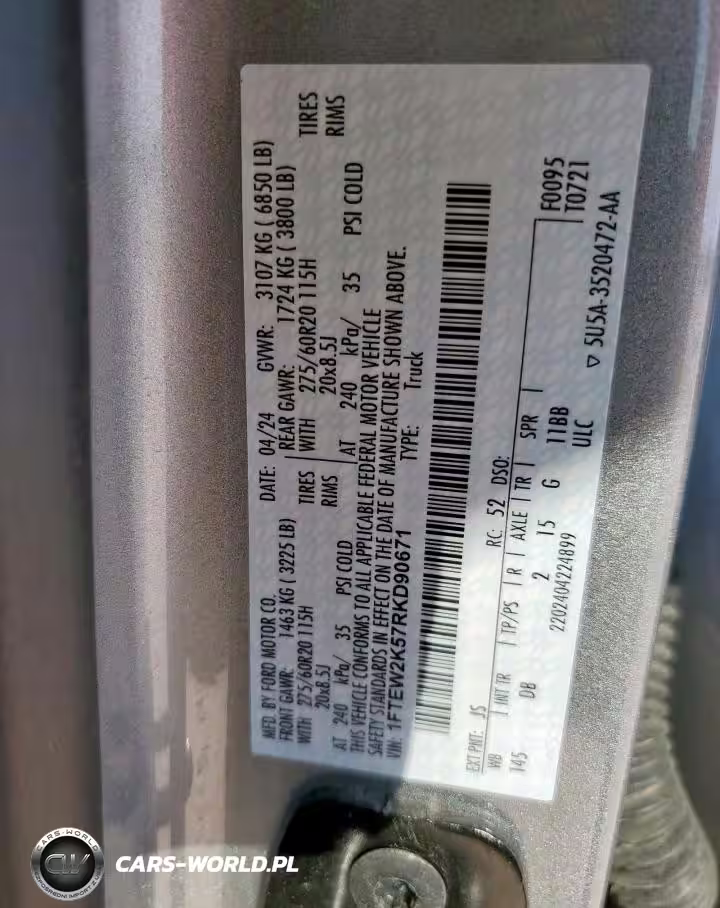 MFD. BY FORD MOTOR CO.
DATE: 04/24 GVWR: 3107 KG ( 6850 LB)
FRONT GAWR: 1463 KG ( 3225 LB)
REAR GAWR: 1724 KG ( 3800 LB)
WITH 275/60R20 115H TIRES
WITH 275/60R20 115H TIRES
20x8.5J RIMS
20x8.5J RIMS
AT 240 kPa/ 35 PSI COLD
AT 240 kPa/ 35 PSI COLD
THIS VEHICLE CONFORMS TO ALL APPLICABLE FEDERAL MOTOR VEHICLE
SAFETY STANDARDS IN EFFECT ON THE DATE OF MANUFACTURE SHOWN ABOVE.
VIN: 1FTEW2K57RKD90671
TYPE: Truck
EXT PNT: JS RC: 52 DSO:
WB INT TR TP/PS R AXLE TR SPR
F0095
T0721
145 DB 2 15 G 11BB
2202404224899 ULC
▽ 5U5A-3520472-AA
CARS-WORLD
CW
CARS-WORLD.PL